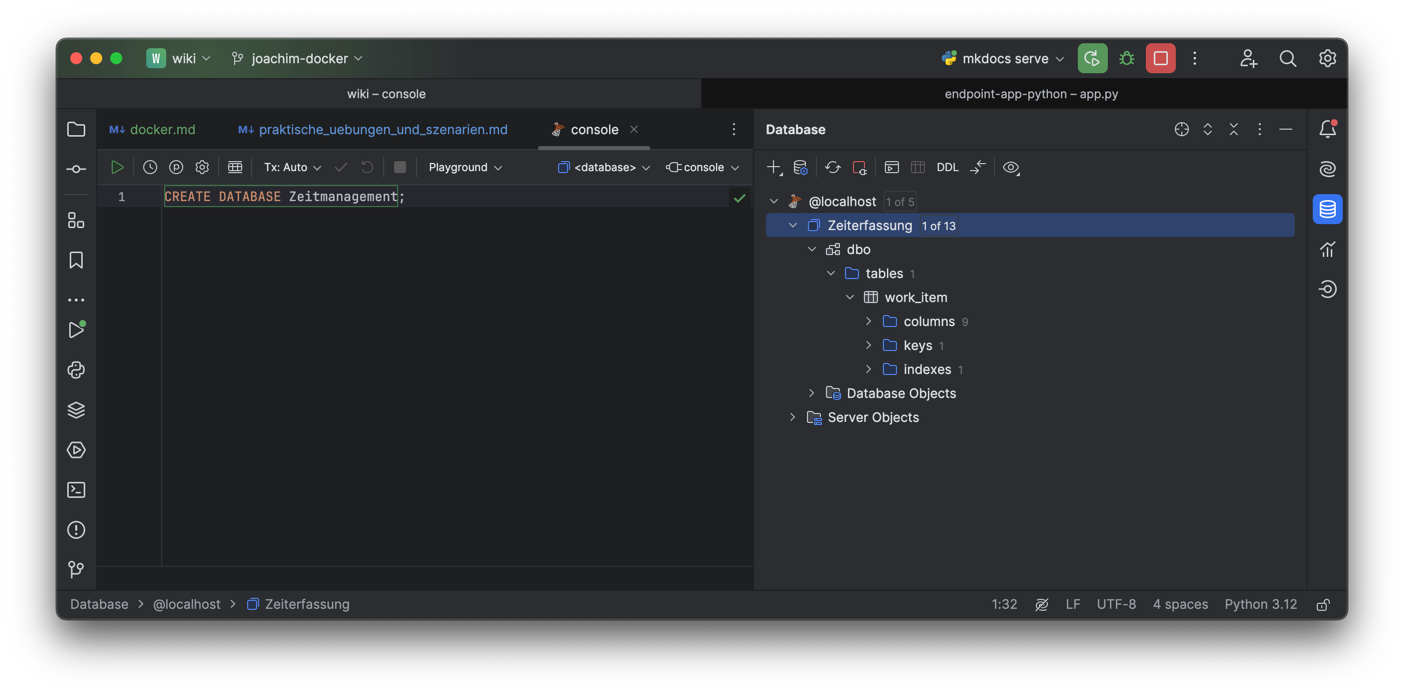 W wiki joachim-docker mkdocs serve
wiki – console endpoint-app-python – app.py
M↓ docker.md M↓ praktische_uebungen_und_szenarien.md console Database
Tx: Auto Playground <database> console DDL
1 CREATE DATABASE Zeitmanagement;
@localhost 1 of 5
Zeiterfassung 1 of 13
dbo
tables 1
work_item
columns 9
keys 1
indexes 1
Database Objects
Server Objects
Database @localhost Zeiterfassung 1:32 LF UTF-8 4 spaces Python 3.12